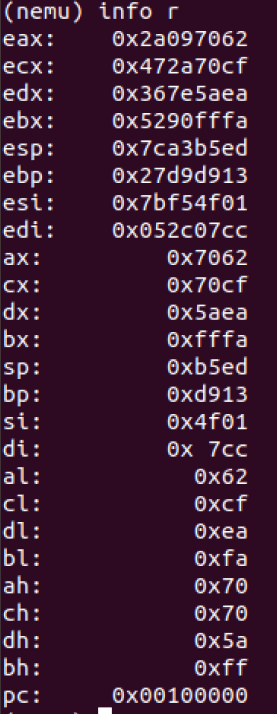 (nemu) info r
eax:     0x2a097062
ecx:     0x472a70cf
edx:     0x367e5aea
ebx:     0x5290fffa
esp:     0x7ca3b5ed
ebp:     0x27d9d913
esi:     0x7bf54f01
edi:     0x052c07cc
ax:          0x7062
cx:          0x70cf
dx:          0x5aea
bx:          0xfffa
sp:          0xb5ed
bp:          0xd913
si:          0x4f01
di:          0x 7cc
al:            0x62
cl:            0xcf
dl:            0xea
bl:            0xfa
ah:            0x70
ch:            0x70
dh:            0x5a
bh:            0xff
pc:      0x00100000